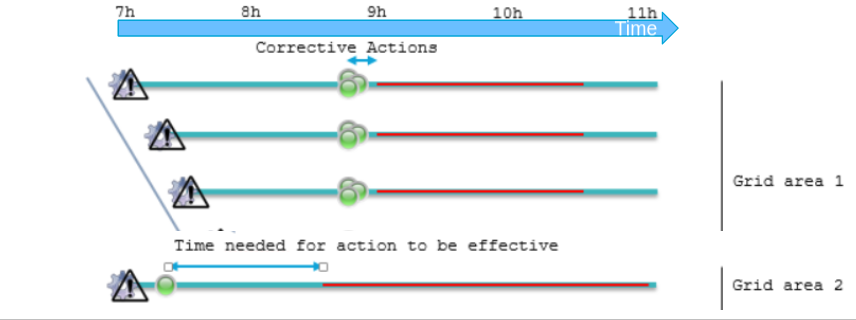 7h 8h 9h 10h 11h
Time
Corrective Actions
Grid area 1
Time needed for action to be effective
Grid area 2